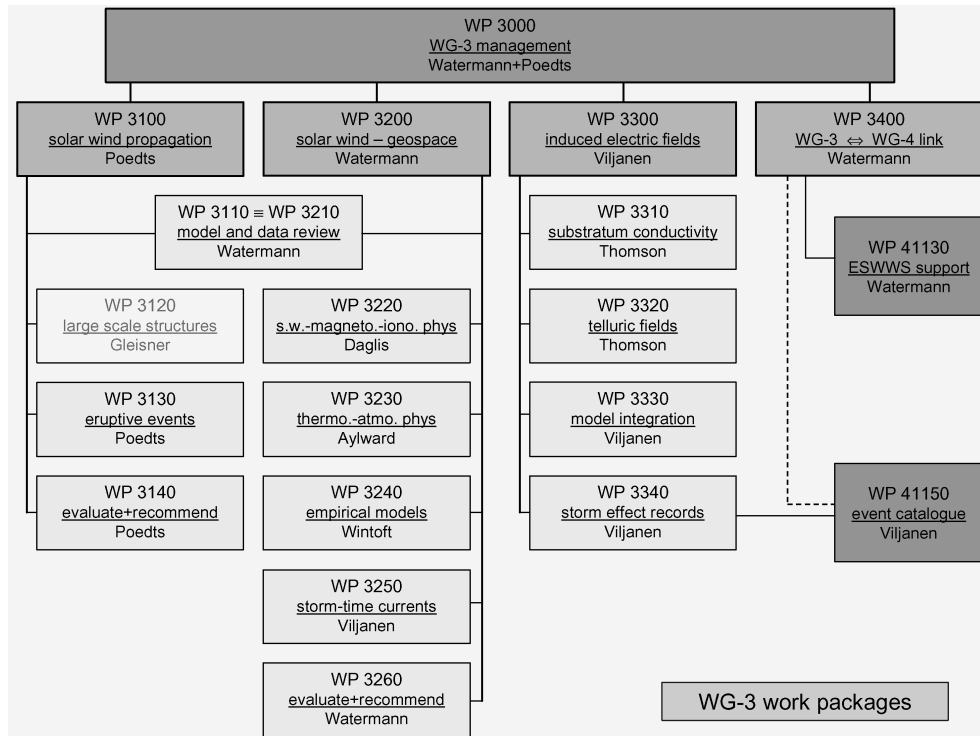 WP 3000
WG-3 management
Watermann+Poedts
WP 3100
solar wind propagation
Poedts
WP 3200
solar wind – geospace
Watermann
WP 3300
induced electric fields
Viljanen
WP 3400
WG-3 ⇔ WG-4 link
Watermann
WP 3110 ≡ WP 3210
model and data review
Watermann
WP 3310
substratum conductivity
Thomson
WP 41130
ESWWS support
Watermann
WP 3120
large scale structures
Gleisner
WP 3220
s.w.-magneto.-iono. phys
Daglis
WP 3320
telluric fields
Thomson
WP 3130
eruptive events
Poedts
WP 3230
thermo.-atmo. phys
Aylward
WP 3330
model integration
Viljanen
WP 3140
evaluate+recommend
Poedts
WP 3240
empirical models
Wintoft
WP 3340
storm effect records
Viljanen
WP 41150
event catalogue
Viljanen
WP 3250
storm-time currents
Viljanen
WP 3260
evaluate+recommend
Watermann
WG-3 work packages